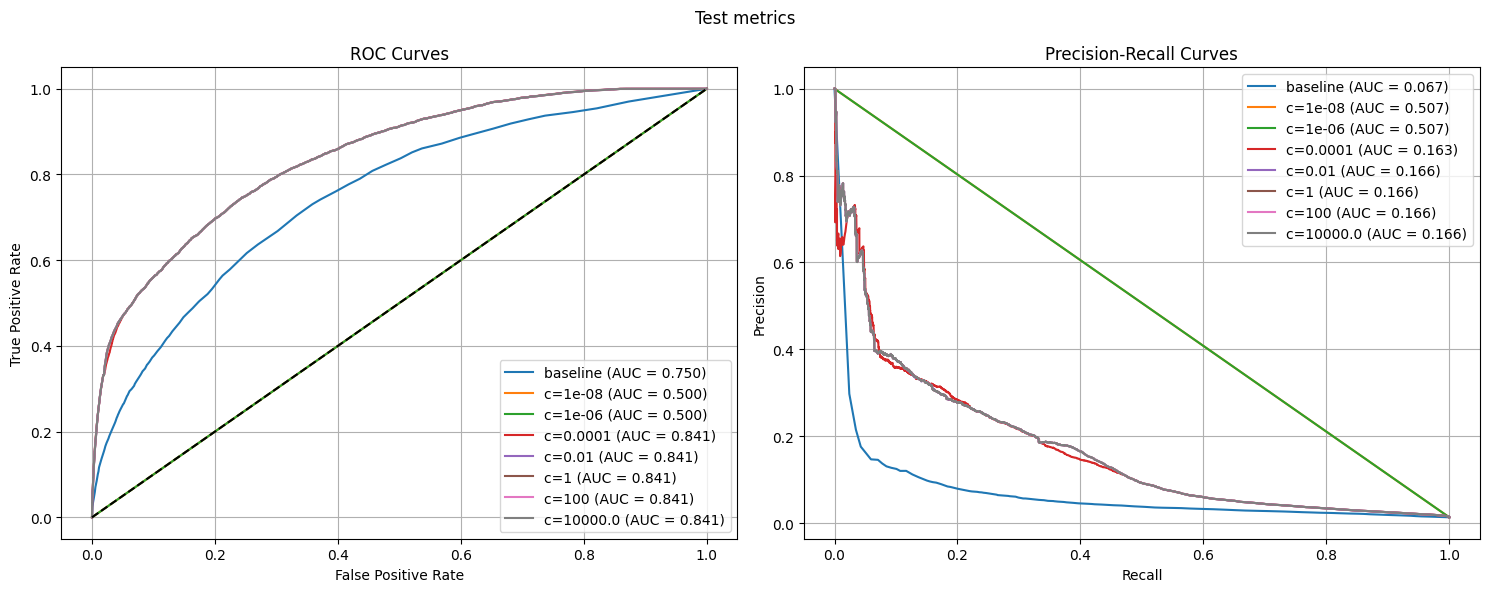 Test metrics
ROC Curves
True Positive Rate
1.0
0.8
0.6
0.4
0.2
0.0
baseline (AUC = 0.750)
c=1e-08 (AUC = 0.500)
c=1e-06 (AUC = 0.500)
c=0.0001 (AUC = 0.841)
c=0.01 (AUC = 0.841)
c=1 (AUC = 0.841)
c=100 (AUC = 0.841)
c=10000.0 (AUC = 0.841)
0.0 0.2 0.4 0.6 0.8 1.0
False Positive Rate
Precision-Recall Curves
Precision
1.0
0.8
0.6
0.4
0.2
0.0
baseline (AUC = 0.067)
c=1e-08 (AUC = 0.507)
c=1e-06 (AUC = 0.507)
c=0.0001 (AUC = 0.163)
c=0.01 (AUC = 0.166)
c=1 (AUC = 0.166)
c=100 (AUC = 0.166)
c=10000.0 (AUC = 0.166)
0.0 0.2 0.4 0.6 0.8 1.0
Recall